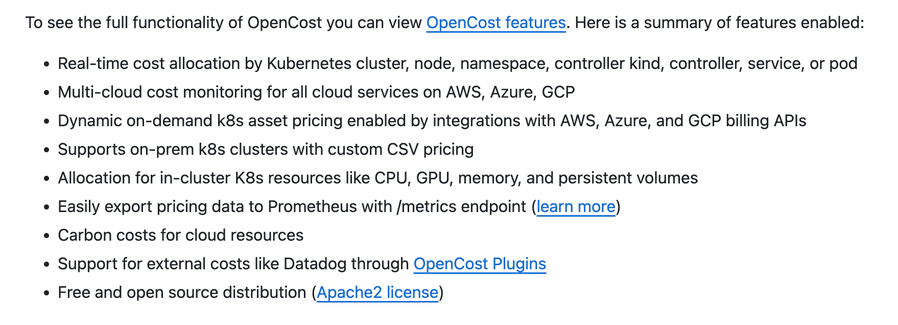 To see the full functionality of OpenCost you can view OpenCost features. Here is a summary of features enabled:
• Real-time cost allocation by Kubernetes cluster, node, namespace, controller kind, controller, service, or pod
• Multi-cloud cost monitoring for all cloud services on AWS, Azure, GCP
• Dynamic on-demand k8s asset pricing enabled by integrations with AWS, Azure, and GCP billing APIs
• Supports on-prem k8s clusters with custom CSV pricing
• Allocation for in-cluster K8s resources like CPU, GPU, memory, and persistent volumes
• Easily export pricing data to Prometheus with /metrics endpoint (learn more)
• Carbon costs for cloud resources
• Support for external costs like Datadog through OpenCost Plugins
• Free and open source distribution (Apache2 license)